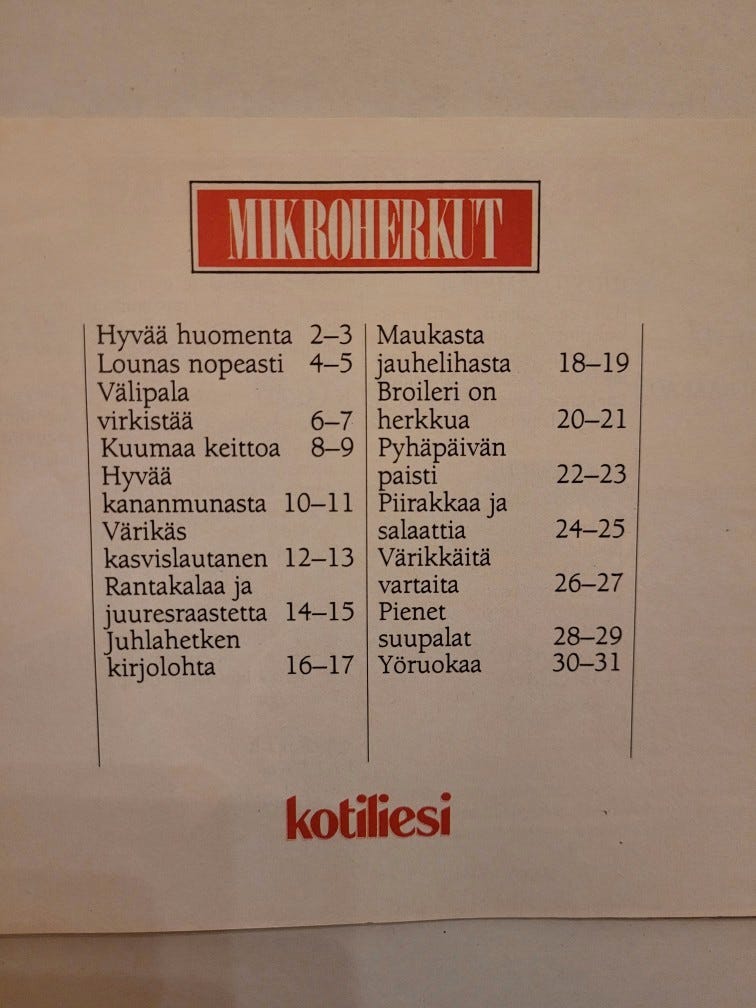 MIKROHERKUT
Hyvää huomenta 2–3
Lounas nopeasti 4–5
Välipala
virkistää 6–7
Kuumaa keittoa 8–9
Hyvää
kananmunasta 10–11
Värikäs
kasvislautanen 12–13
Rantakalaa ja
juuresraastetta 14–15
Juhlahetken
kirjolohta 16–17
Maukasta
jauhelihasta 18–19
Broileri on
herkkua 20–21
Pyhäpäivän
paisti 22–23
Piirakkaa ja
salaattia 24–25
Värikkäitä
vartaita 26–27
Pienet
suupalat 28–29
Yöruokaa 30–31
kotiliesi